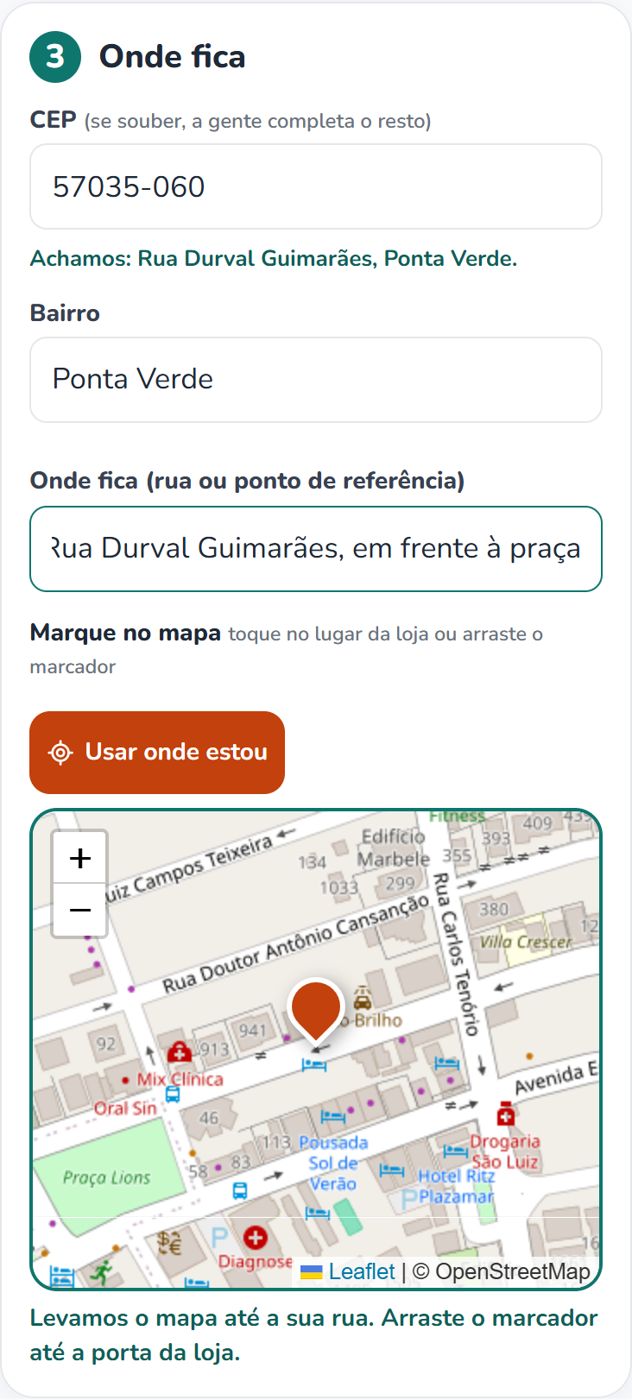 3 Onde fica
CEP (se souber, a gente completa o resto)
57035-060
Achamos: Rua Durval Guimarães, Ponta Verde.
Bairro
Ponta Verde
Onde fica (rua ou ponto de referência)
Rua Durval Guimarães, em frente à praça
Marque no mapa toque no lugar da loja ou arraste o
marcador
Usar onde estou
+
−
Fitness
409
393
Edifício
Marbele
355
134
1033
299
uiz Campos Teixeira
Rua Doutor Antônio Cansanção
Rua Carlos Tenório
380
12
Villa Crescer
o-Brilho
941
913
92
Mix Clínica
Oral Sin
46
Avenida E
Drogaria
São Luiz
113
Pousada
Sol de
Verão
58
83
Praça Lions
Hotel Ritz
Plazamar
P
P
16
Diagnose
Leaflet | © OpenStreetMap
Levamos o mapa até a sua rua. Arraste o marcador
até a porta da loja.